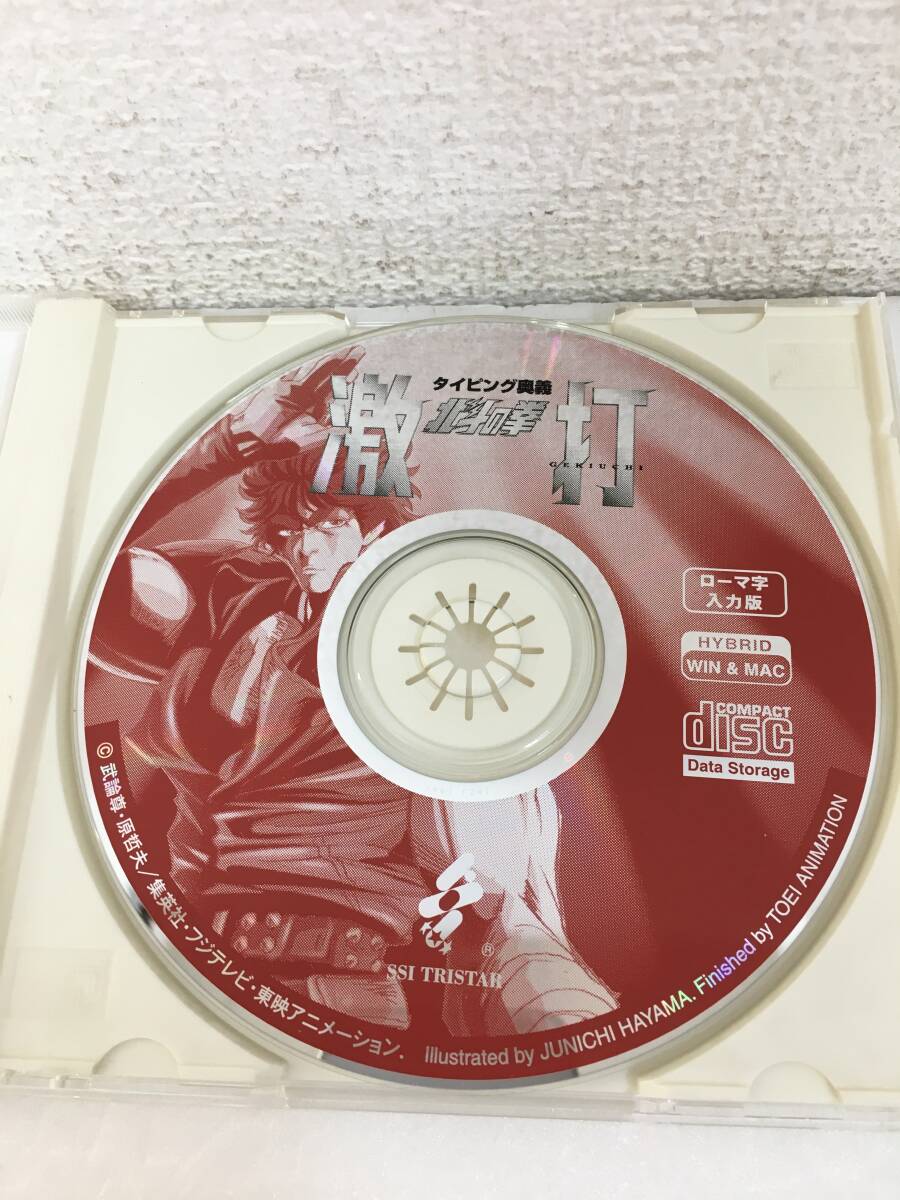 タイピング奥義
激 北斗の拳 打
GEKIUCHI
ローマ字
入力版
HYBRID
WIN & MAC
COMPACT
disc
Data Storage
®
SSI TRISTAR
©武論尊・原哲夫/集英社・フジテレビ・東映アニメーション. Illustrated by JUNICHI HAYAMA. Finished by TOEI ANIMATION